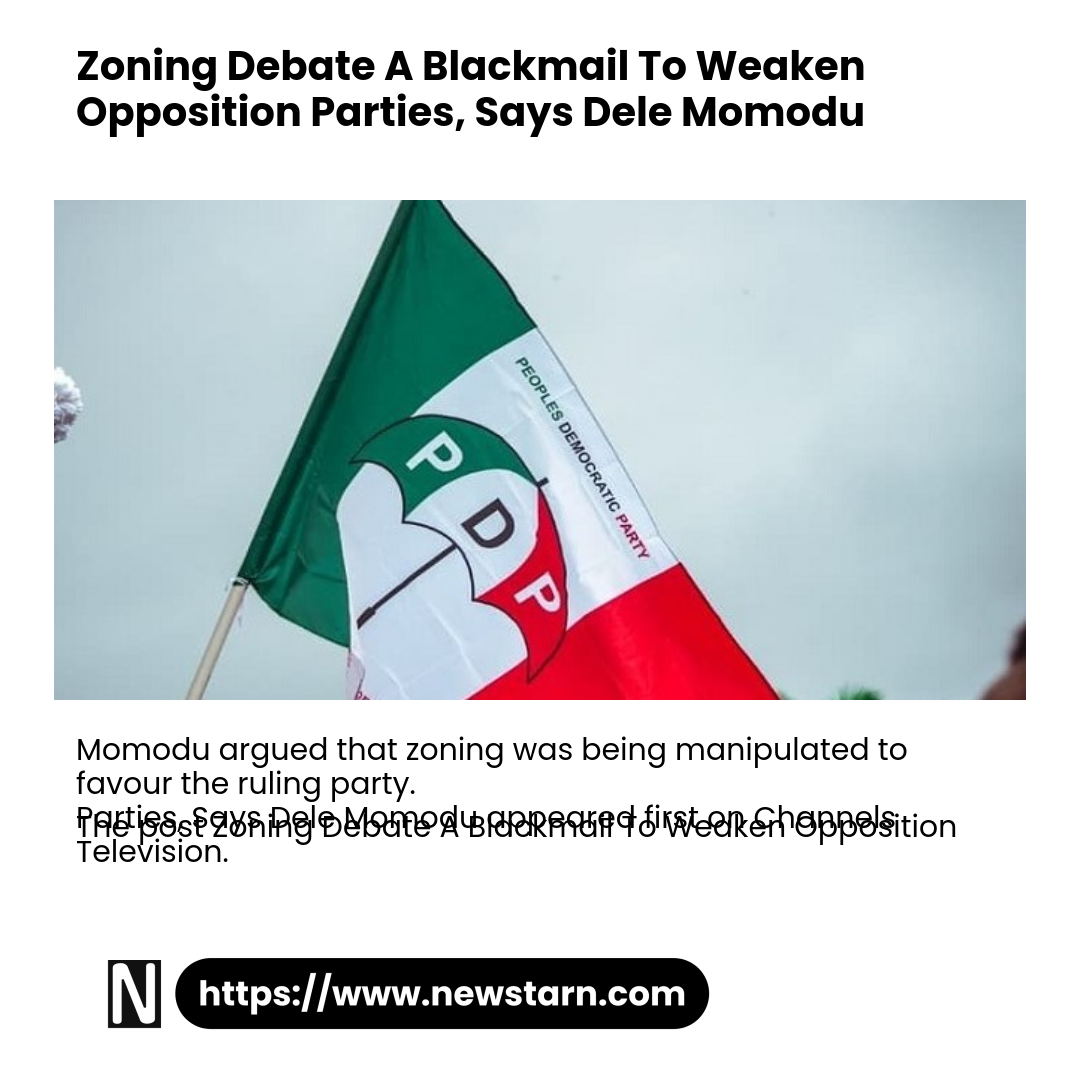 Zoning Debate A Blackmail To Weaken
Opposition Parties, Says Dele Momodu
PEOPLES DEMOCRATIC PARTY
P
D
P
Momodu argued that zoning was being manipulated to
favour the ruling party.
The post Zoning Debate A Blackmail To Weaken Opposition
Parties, Says Dele Momodu appeared first on Channels
Television.
N
https://www.newstarn.com